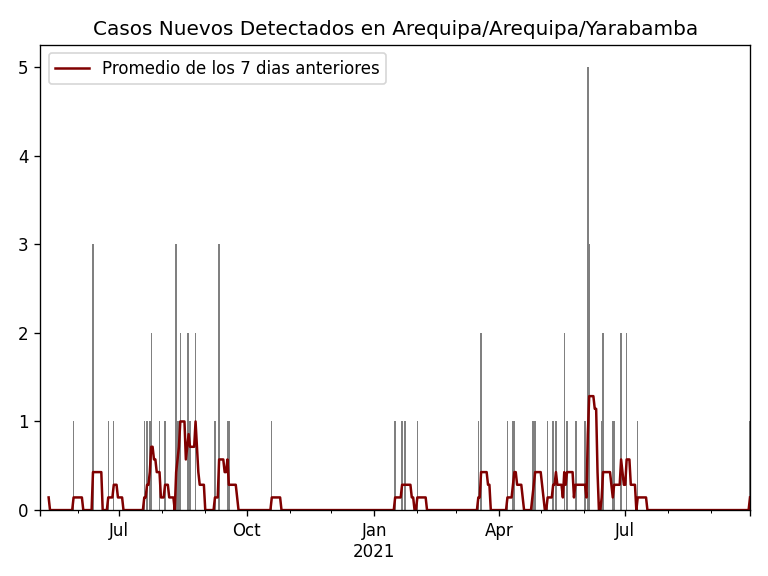 Casos Nuevos Detectados en Arequipa/Arequipa/Yarabamba
Promedio de los 7 dias anteriores
5
4
3
2
1
0
Jul Oct Jan Apr Jul
2021